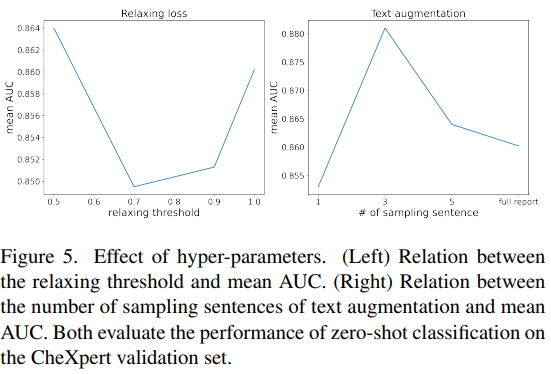 Relaxing loss
0.864
0.862
0.860
0.858
0.856
0.854
0.852
0.850
mean AUC
0.5 0.6 0.7 0.8 0.9 1.0
relaxing threshold
Text augmentation
0.880
0.875
0.870
0.865
0.860
0.855
mean AUC
1 3 5 full report
# of sampling sentence
Figure 5. Effect of hyper-parameters. (Left) Relation between
the relaxing threshold and mean AUC. (Right) Relation between
the number of sampling sentences of text augmentation and mean
AUC. Both evaluate the performance of zero-shot classification on
the CheXpert validation set.